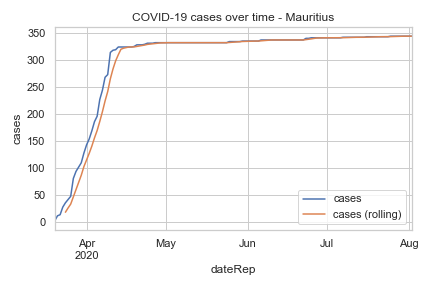 COVID-19 cases over time - Mauritius
350
300
250
200
150
100
50
0
cases
Apr
2020
May
Jun
Jul
Aug
dateRep
cases
cases (rolling)